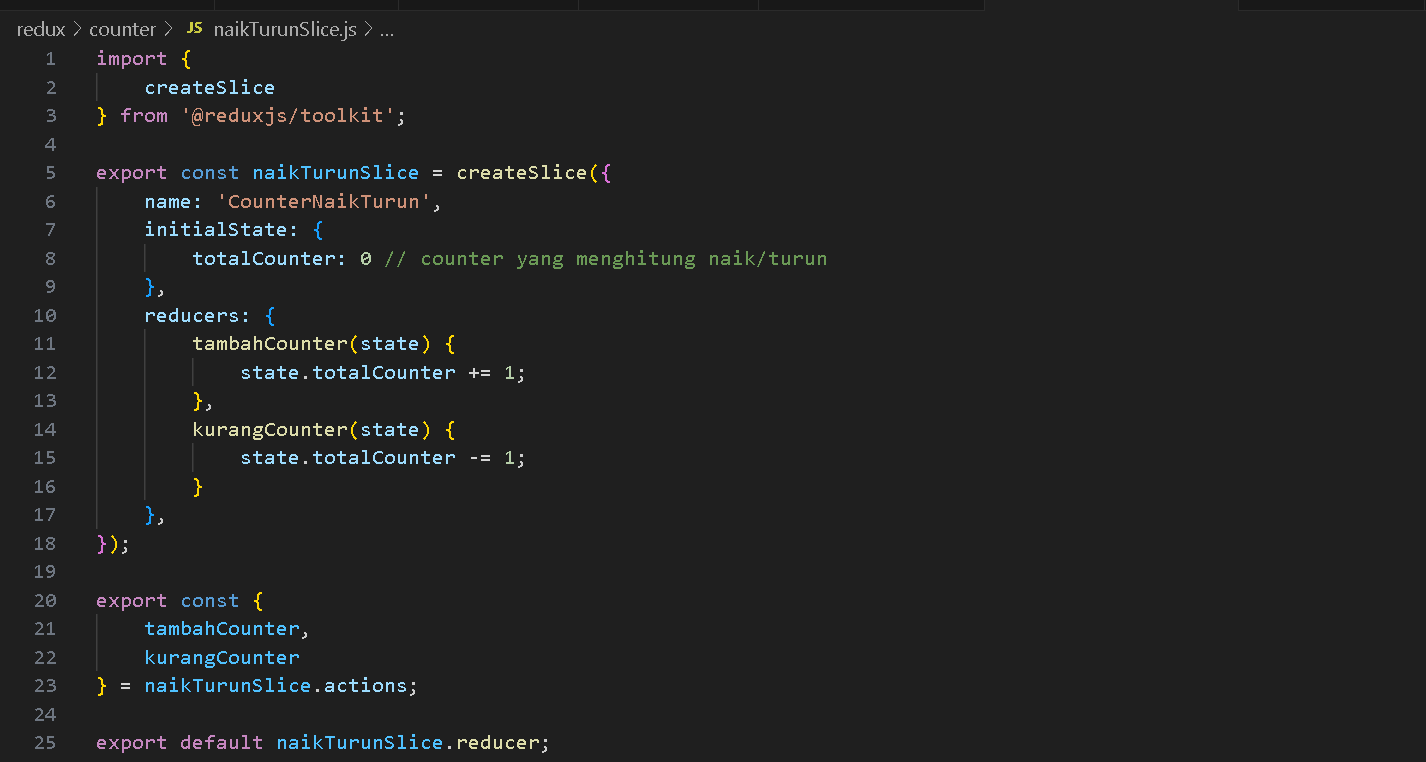 redux > counter > JS naikTurunSlice.js > ...
1 import {
2 createSlice
3 } from '@reduxjs/toolkit';
4
5 export const naikTurunSlice = createSlice({
6 name: 'CounterNaikTurun',
7 initialState: {
8 totalCounter: 0 // counter yang menghitung naik/turun
9 },
10 reducers: {
11 tambahCounter(state) {
12 state.totalCounter += 1;
13 },
14 kurangCounter(state) {
15 state.totalCounter -= 1;
16 }
17 },
18 });
19
20 export const {
21 tambahCounter,
22 kurangCounter
23 } = naikTurunSlice.actions;
24
25 export default naikTurunSlice.reducer;